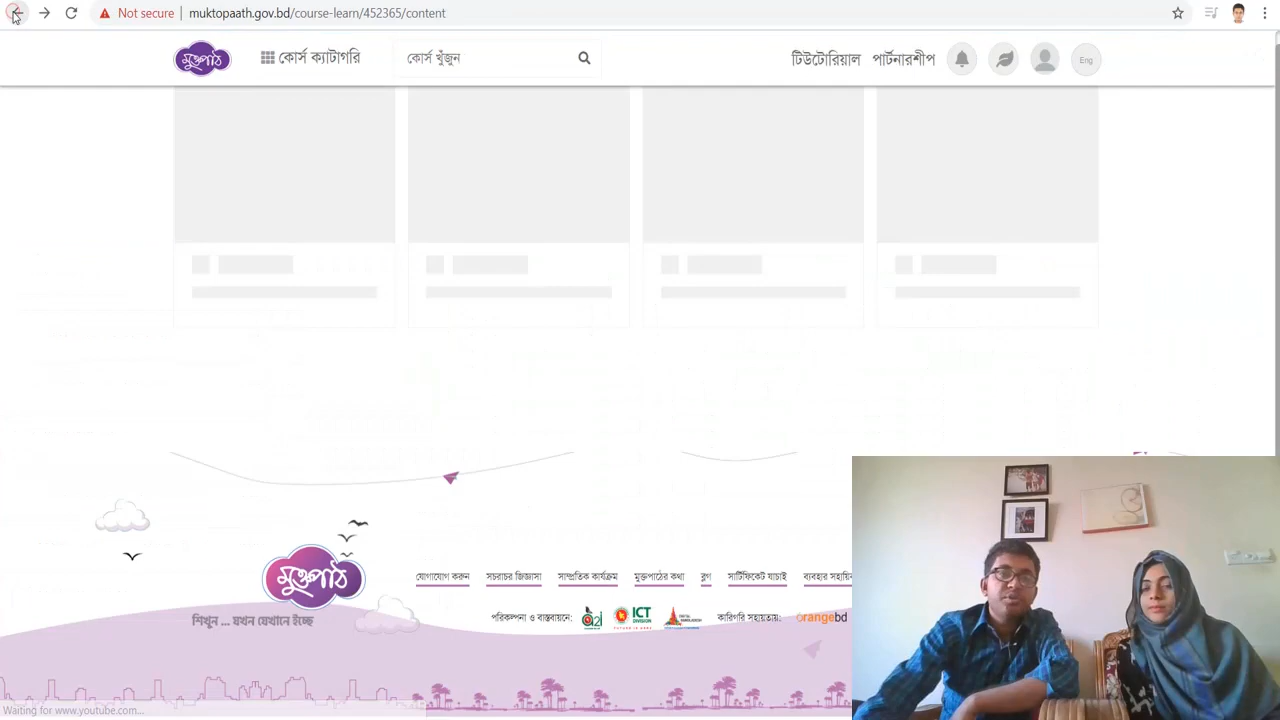 Not secure | muktopaath.gov.bd/course-learn/452365/content
মুক্তপাঠ
কোর্স ক্যাটাগরি
কোর্স খুঁজুন
টিউটোরিয়াল পার্টনারশীপ
Eng
মুক্তপাঠ
শিখুন ... যখন যেখানে ইচ্ছে
যোগাযোগ করুন সচরাচর জিজ্ঞাসা সাম্প্রতিক কার্যক্রম মুক্তপাঠের কথা ব্লগ সার্টিফিকেট যাচাই ব্যবহার সহায়ি
পরিকল্পনা ও বাস্তবায়নে: a2i ICT DIVISION কারিগরি সহায়তায়: orangebd
Waiting for www.youtube.com...